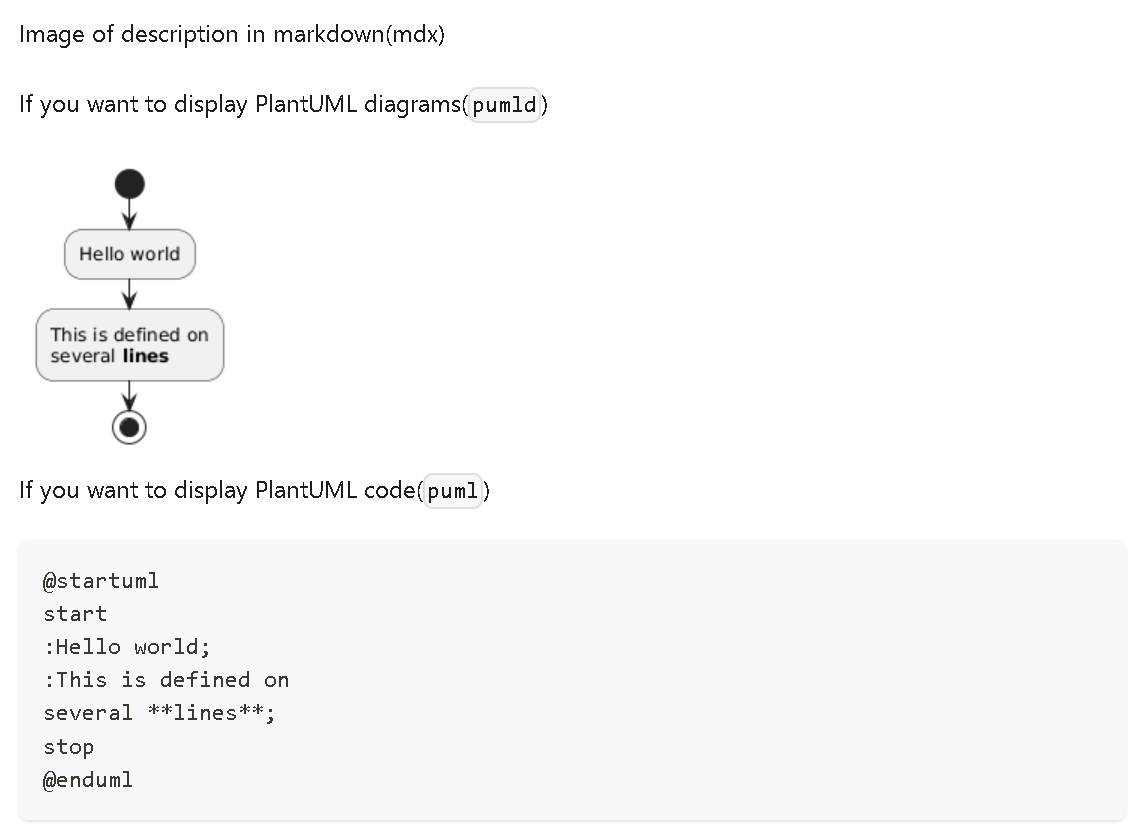 Image of description in markdown(mdx)
If you want to display PlantUML diagrams(pumld)
Hello world
This is defined on
several lines
If you want to display PlantUML code(puml)
@startuml
start
:Hello world;
:This is defined on
several **lines**;
stop
@enduml